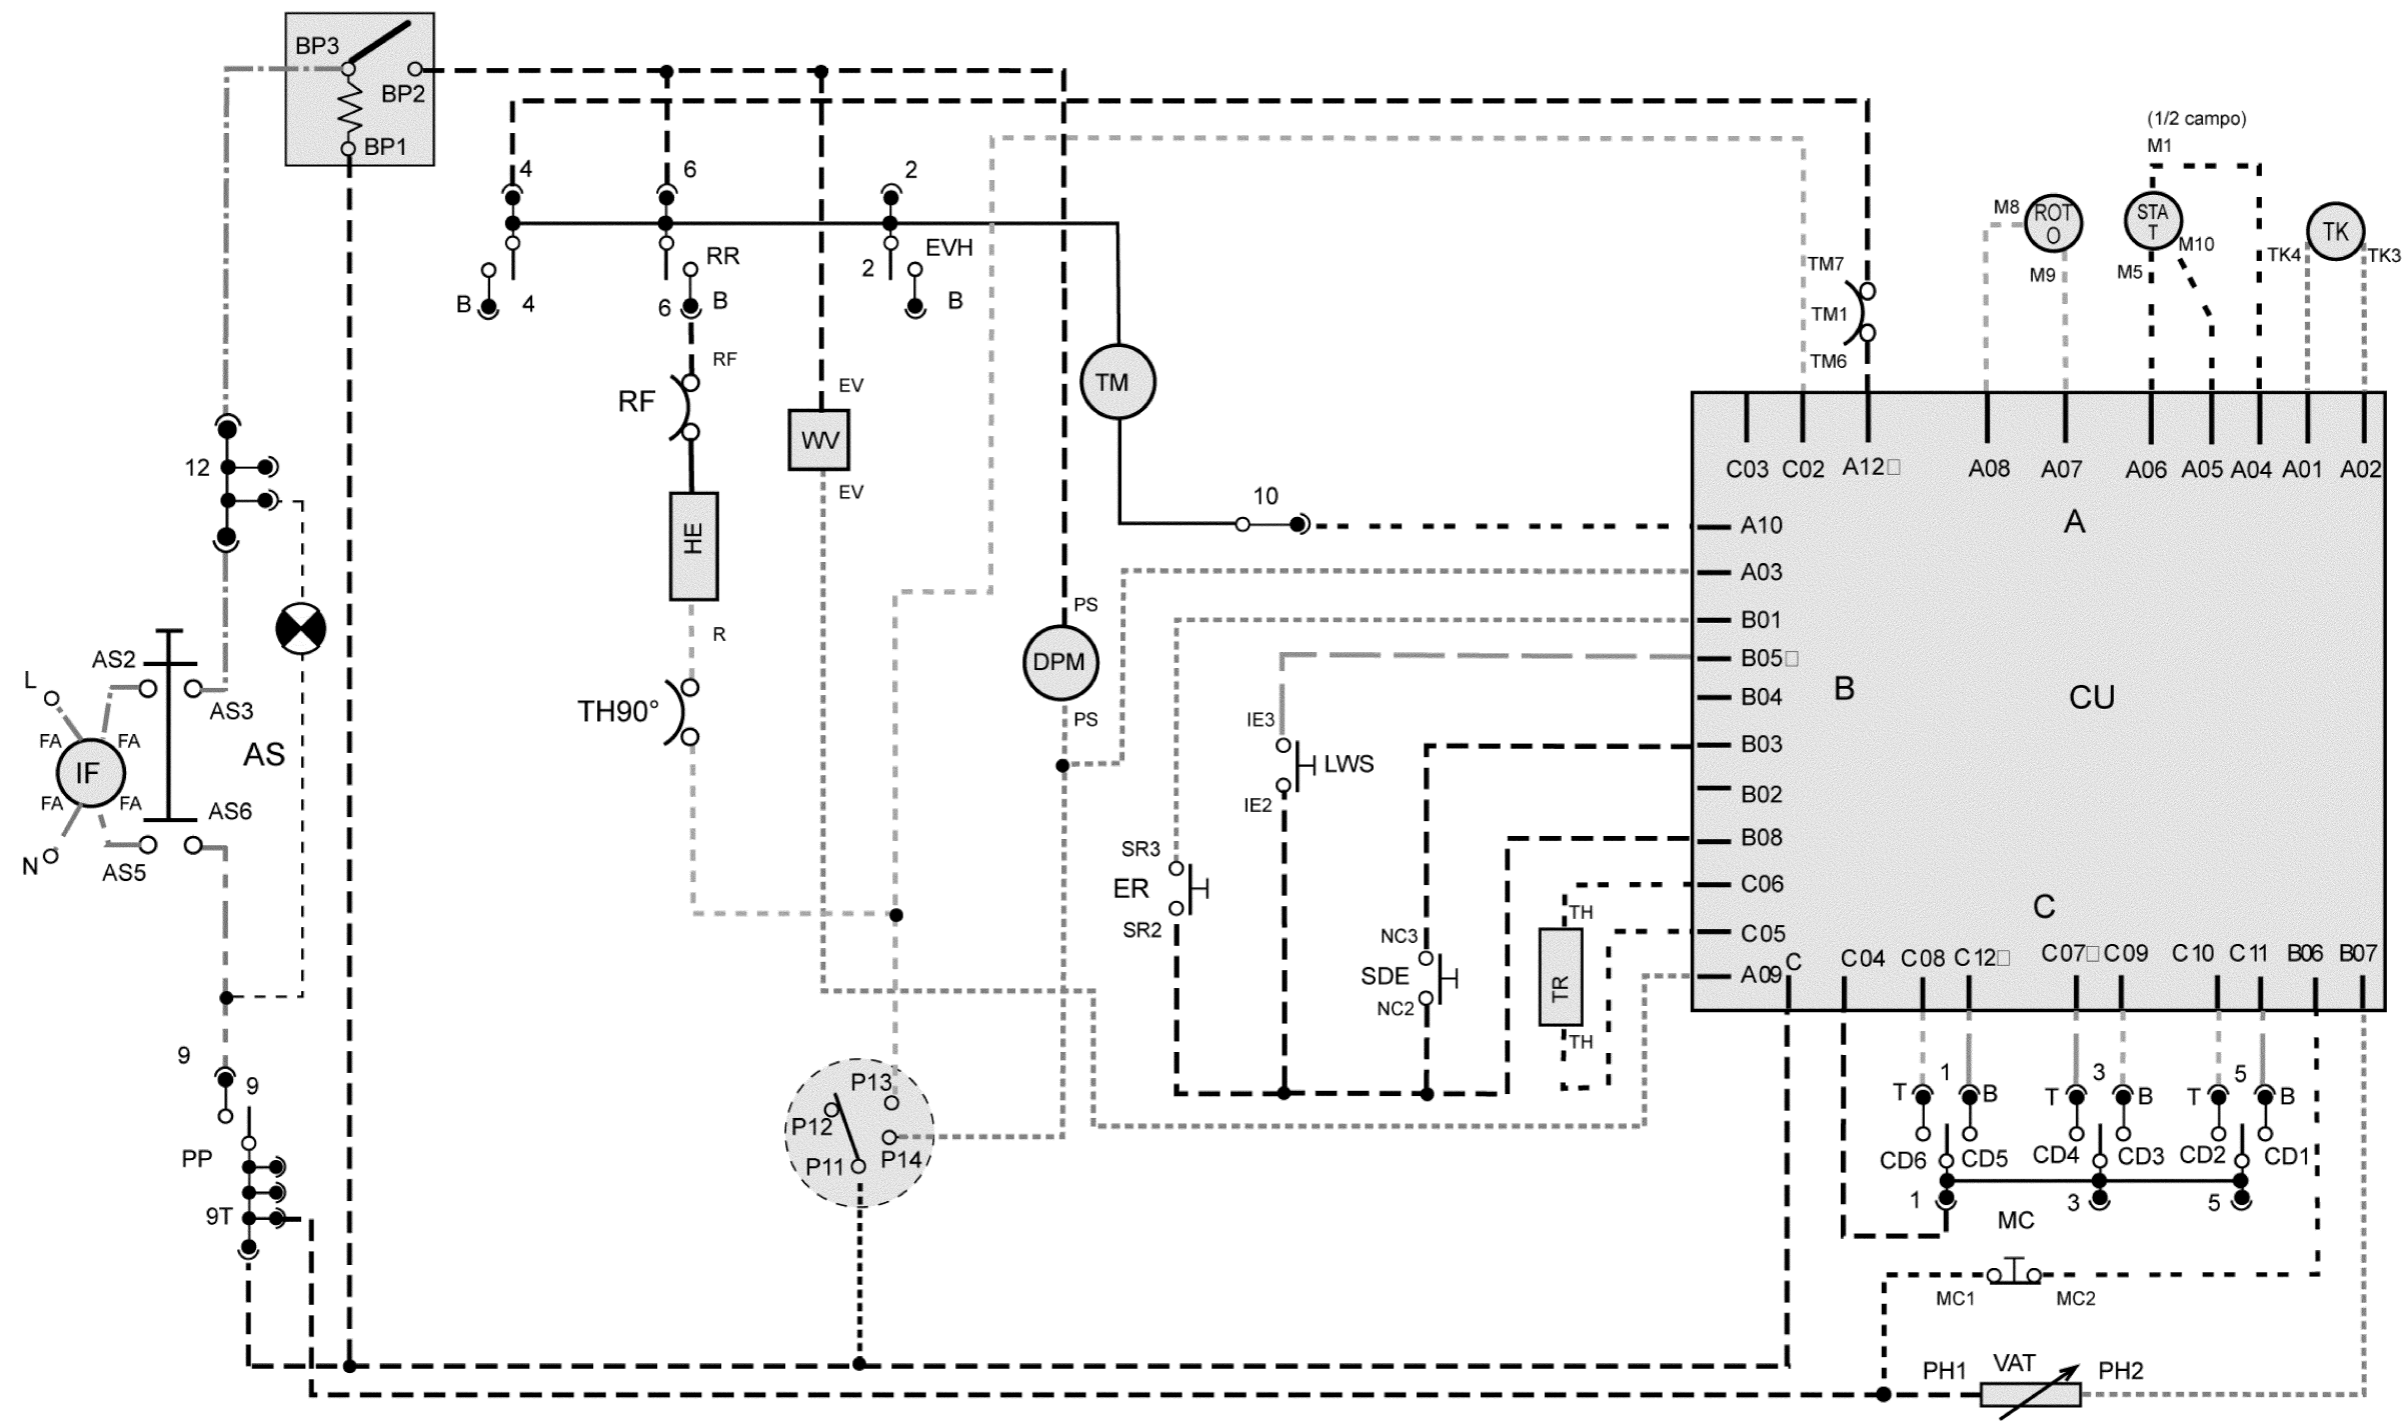 BP3
BP2
BP1
(1/2 campo)
M1
4
6
2
M8
ROT
O
STA
T
M10
TK
TK4
TK3
M9
M5
RR
EVH
2
TM7
B
4
6
B
B
TM1
TM6
RF
RF
EV
TM
WV
EV
12
10
C03
C02
A12□
A08
A07
A06
A05
A04
A01
A02
A10
A
HE
A03
PS
B01
R
AS2
DPM
B05□
L
B04
B
CU
TH90°
AS3
PS
IE3
FA
FA
AS
B03
LWS
IF
FA
FA
AS6
IE2
B02
SR3
B08
N
AS5
ER
C06
TH
C
SR2
NC3
C05
SDE
TR
A09
C
C04
C08
C12□
C07□
C09
C10
C11
B06
B07
NC2
TH
9
9
P13
T
1
B
T
3
B
T
5
B
P12
PP
P11
P14
CD6
CD5
CD4
CD3
CD2
CD1
9T
1
3
5
MC
MC1
MC2
PH1
VAT
PH2